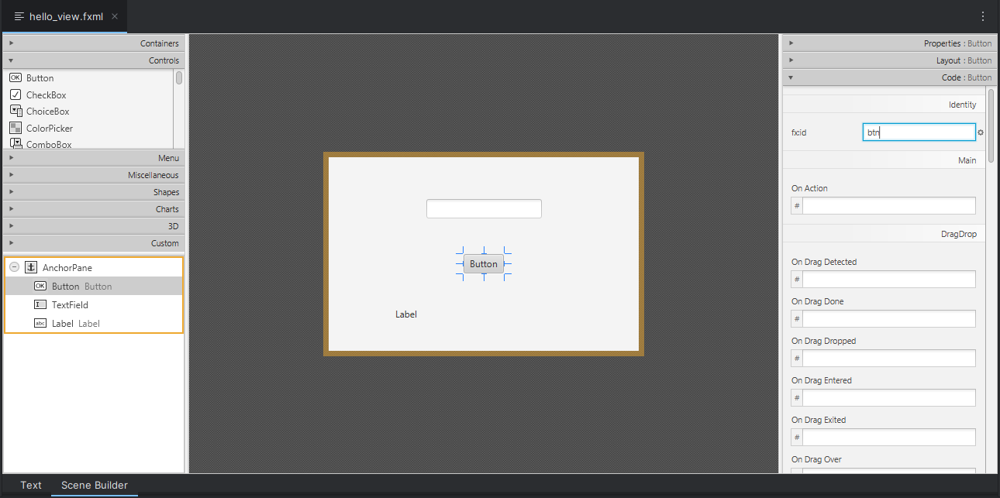 hello_view.fxml
Containers
Controls
OK Button
CheckBox
ChoiceBox
ColorPicker
ComboBox
Menu
Miscellaneous
Shapes
Charts
3D
Custom
AnchorPane
OK Button Button
TextField
abc Label Label
Button
Label
Properties : Button
Layout : Button
Code : Button
Identity
fx:id btn
Main
On Action
#
DragDrop
On Drag Detected
#
On Drag Done
#
On Drag Dropped
#
On Drag Entered
#
On Drag Exited
#
On Drag Over
Text Scene Builder